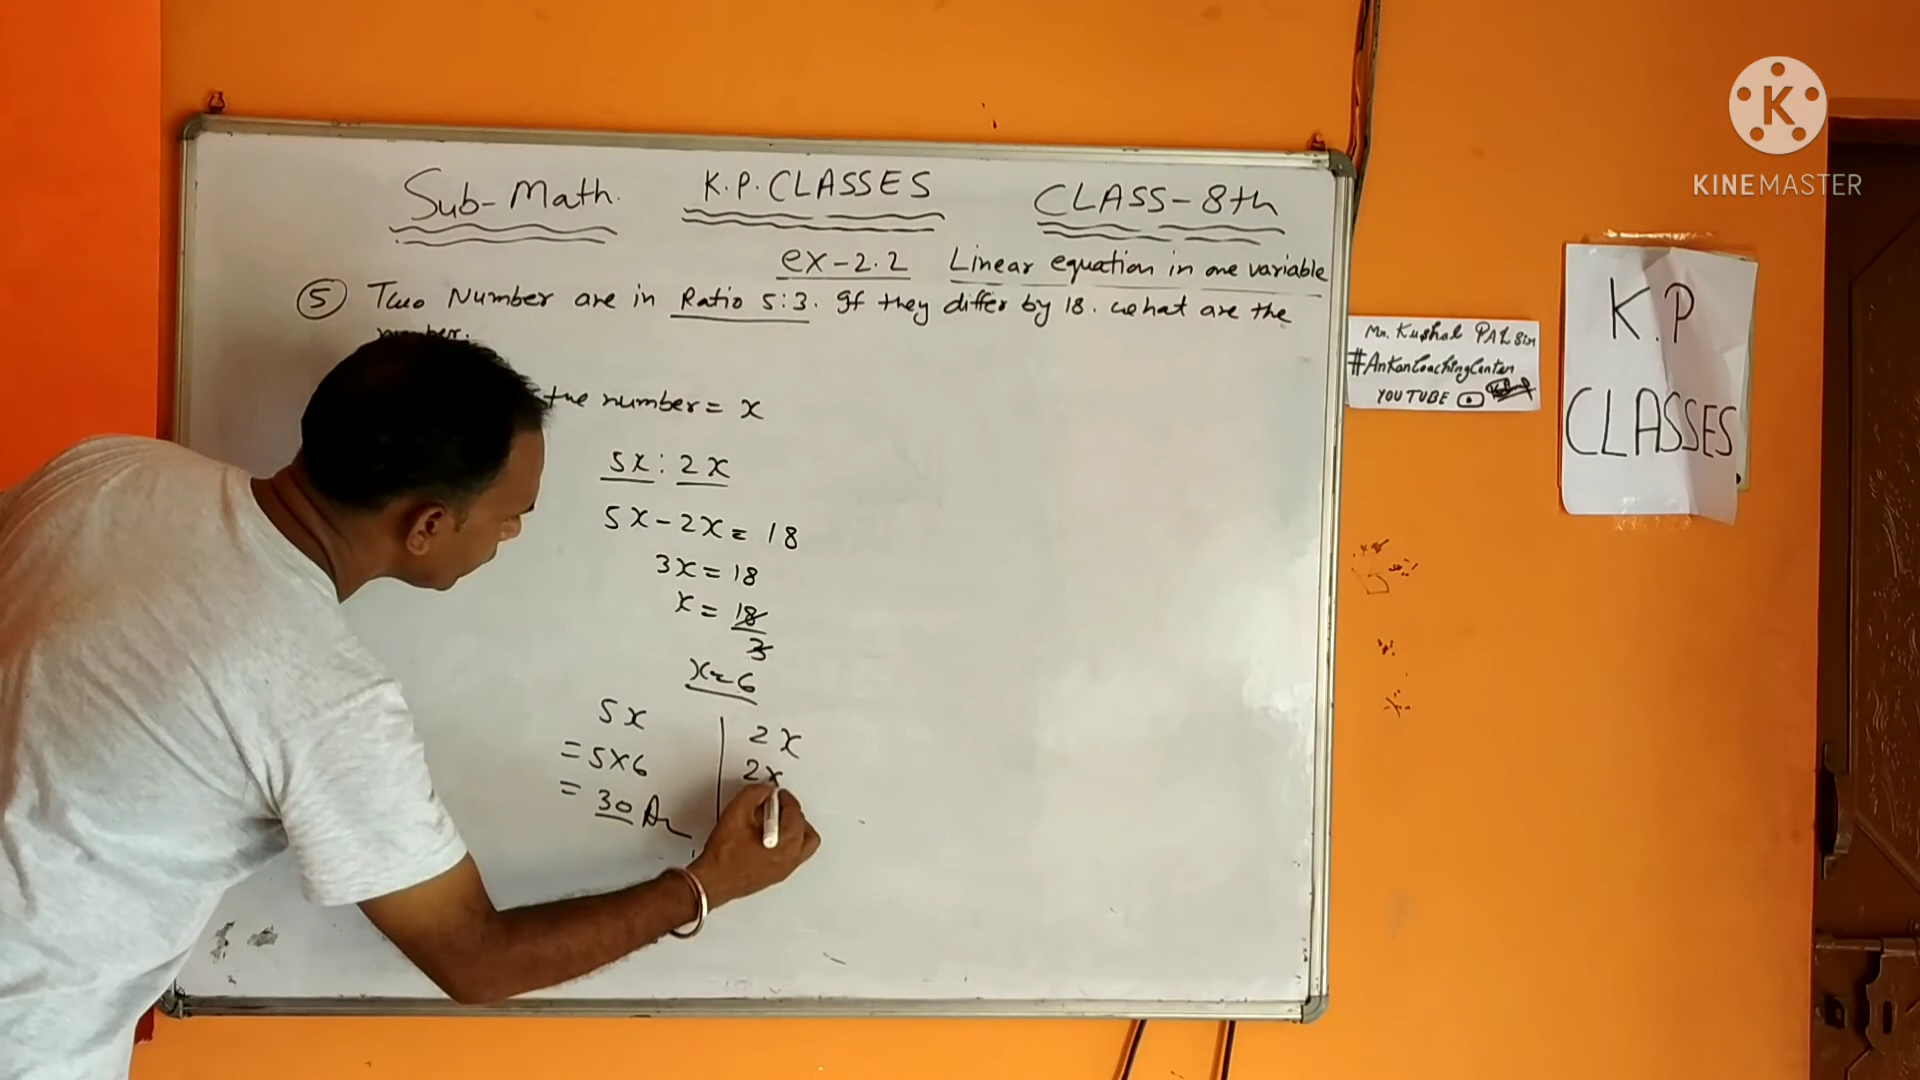 Sub-Math. K.P. CLASSES CLASS-8th
ex-2.2 Linear equation in one variable
⑤ Two Number are in Ratio 5:3. If they differ by 18. what are the
number.
the number = x
5x : 2x
5x - 2x = 18
3x = 18
x = 18/3
x = 6
5x
= 5x6
= 30 An
2x
2x
KINEMASTER
K.P
CLASSES
Mr. Kushal PAL Sir
#AnkanCoachingCenter
YOUTUBE